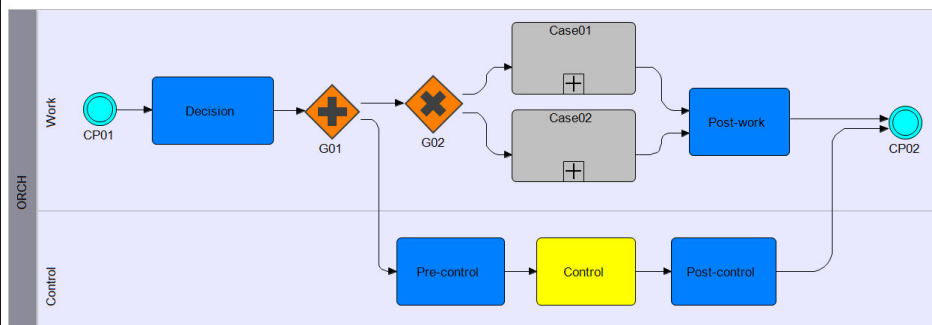 ORCH
Work
CP01
Decision
G01
G02
Case01
Case02
Post-work
CP02
Control
Pre-control
Control
Post-control